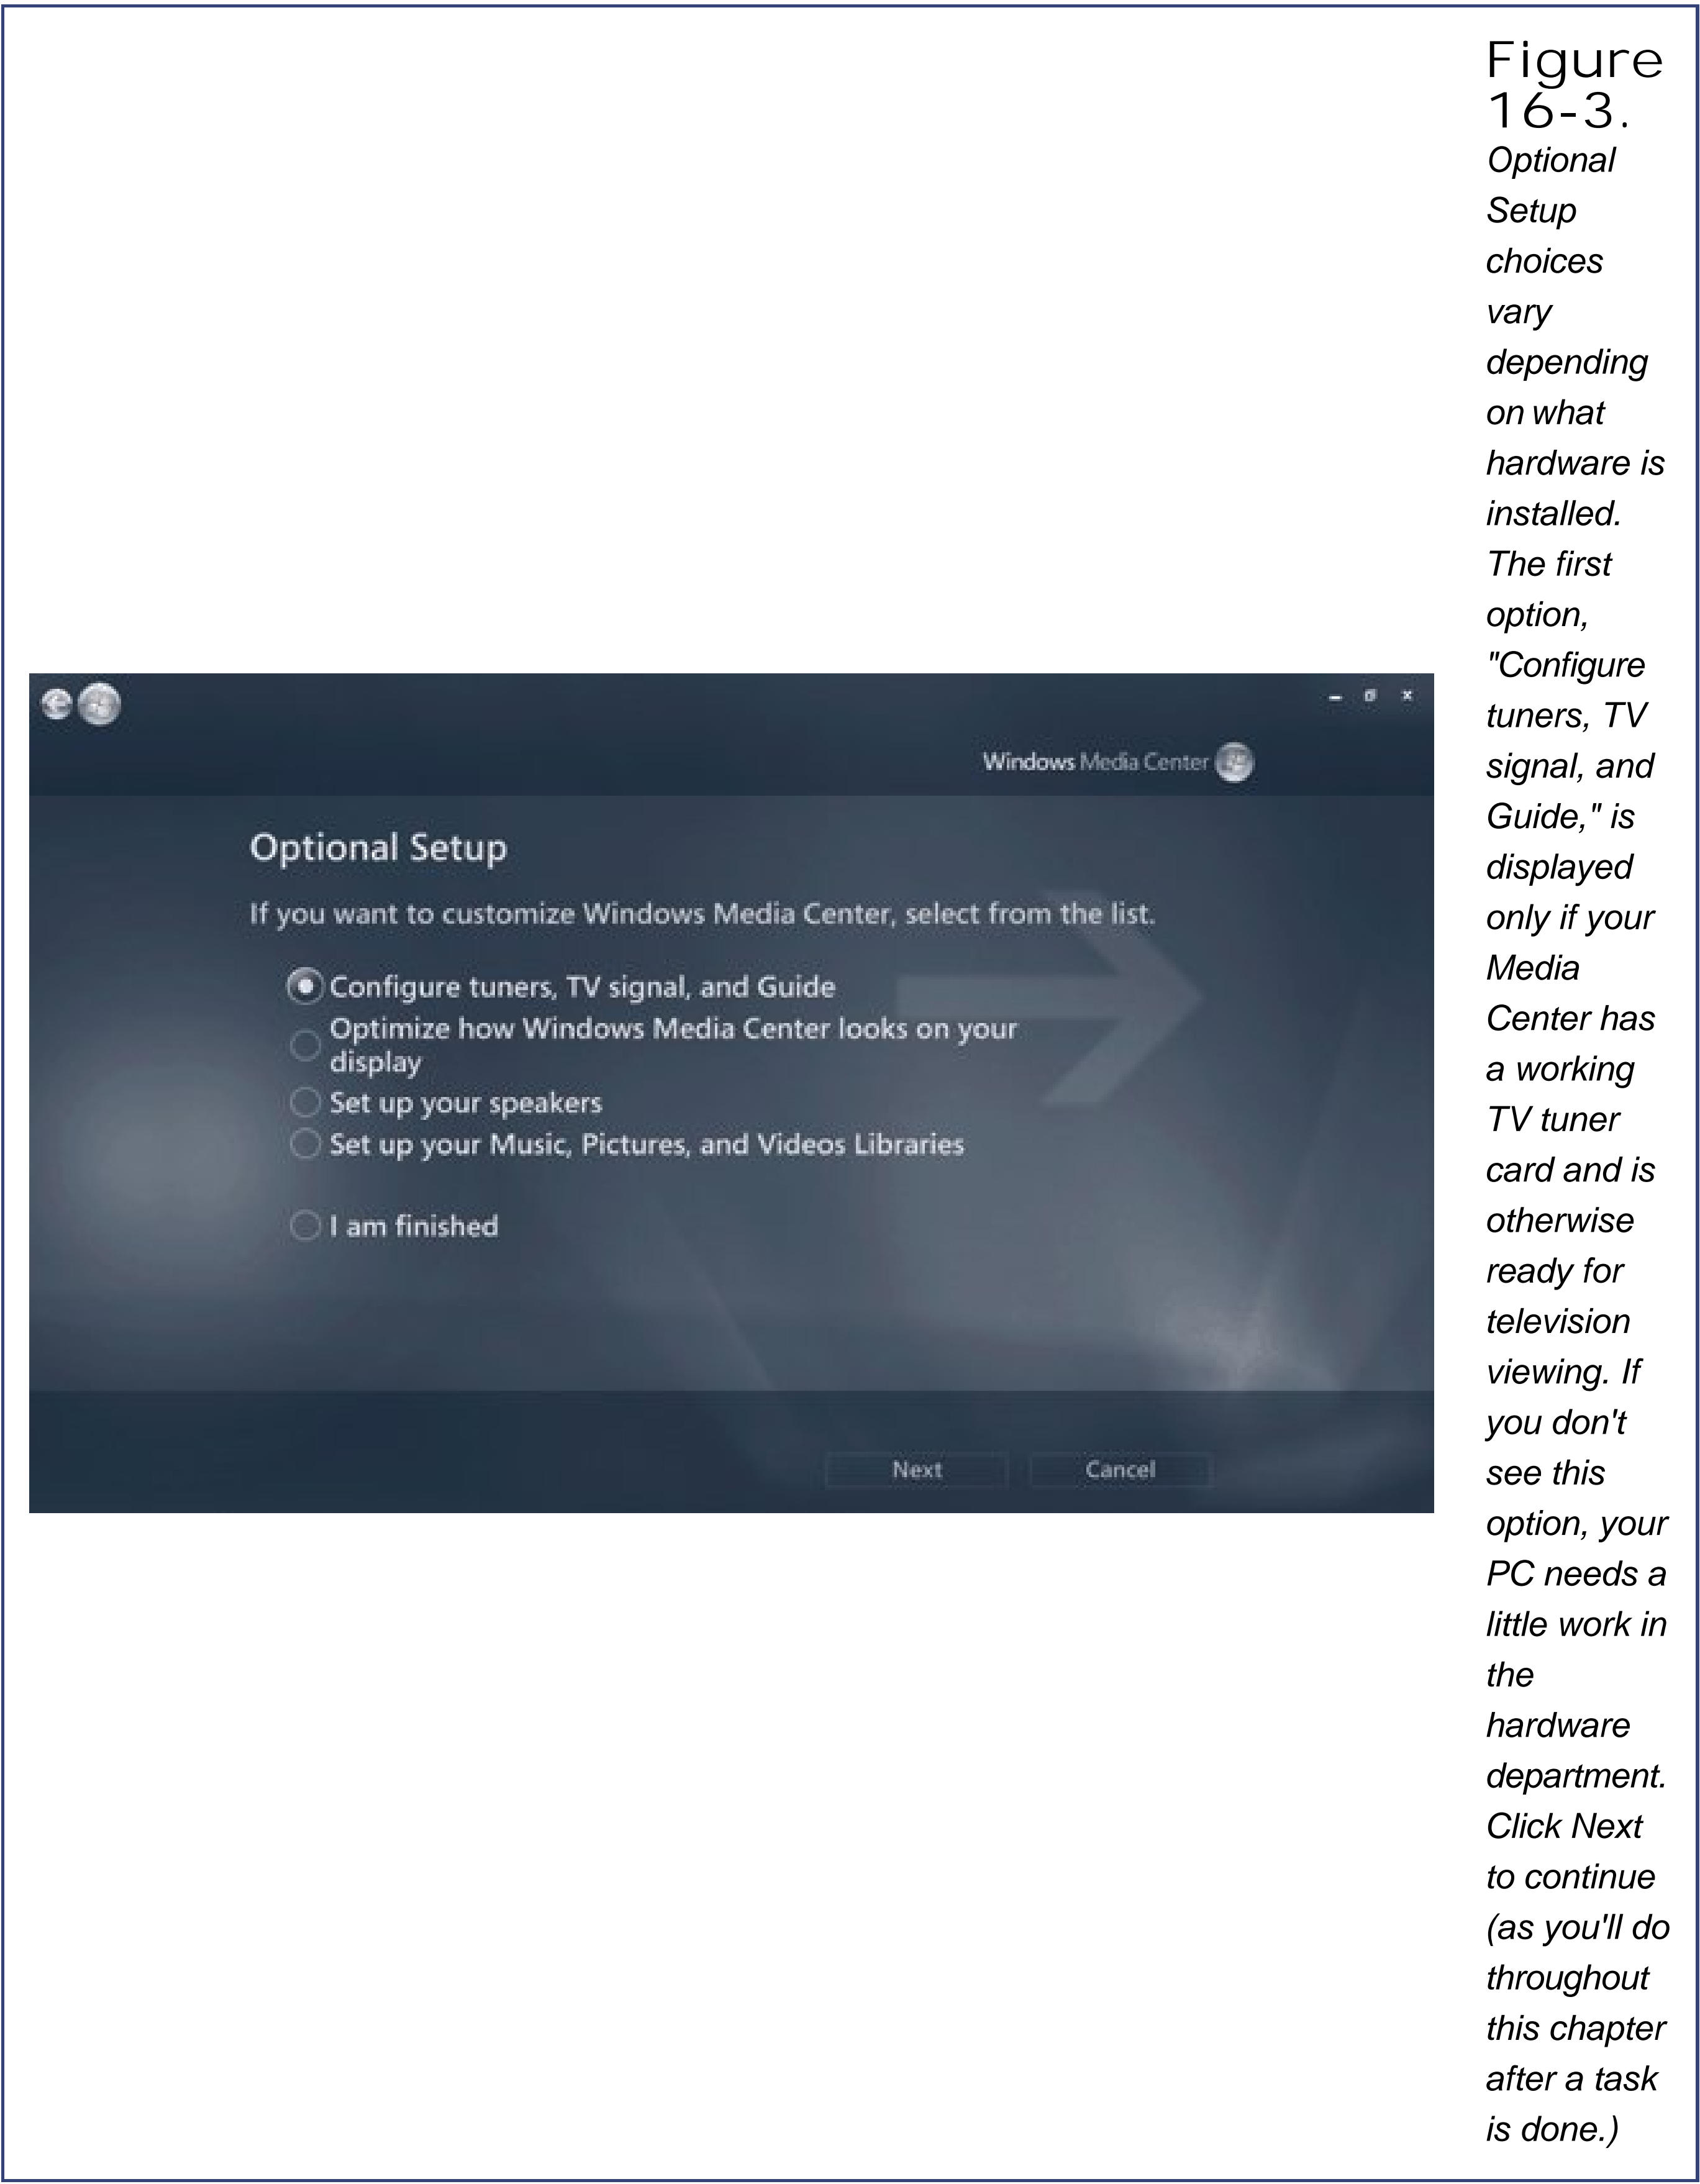 Figure
16-3.
Optional
Setup
choices
vary
depending
on what
hardware is
installed.
The first
option,
"Configure
tuners, TV
signal, and
Guide," is
displayed
only if your
Media
Center has
a working
TV tuner
card and is
otherwise
ready for
television
viewing. If
you don't
see this
option, your
PC needs a
little work in
the
hardware
department.
Click Next
to continue
(as you'll do
throughout
this chapter
after a task
is done.)
Windows Media Center
Optional Setup
If you want to customize Windows Media Center, select from the list.
Configure tuners, TV signal, and Guide
Optimize how Windows Media Center looks on your
display
Set up your speakers
Set up your Music, Pictures, and Videos Libraries
I am finished
Next Cancel